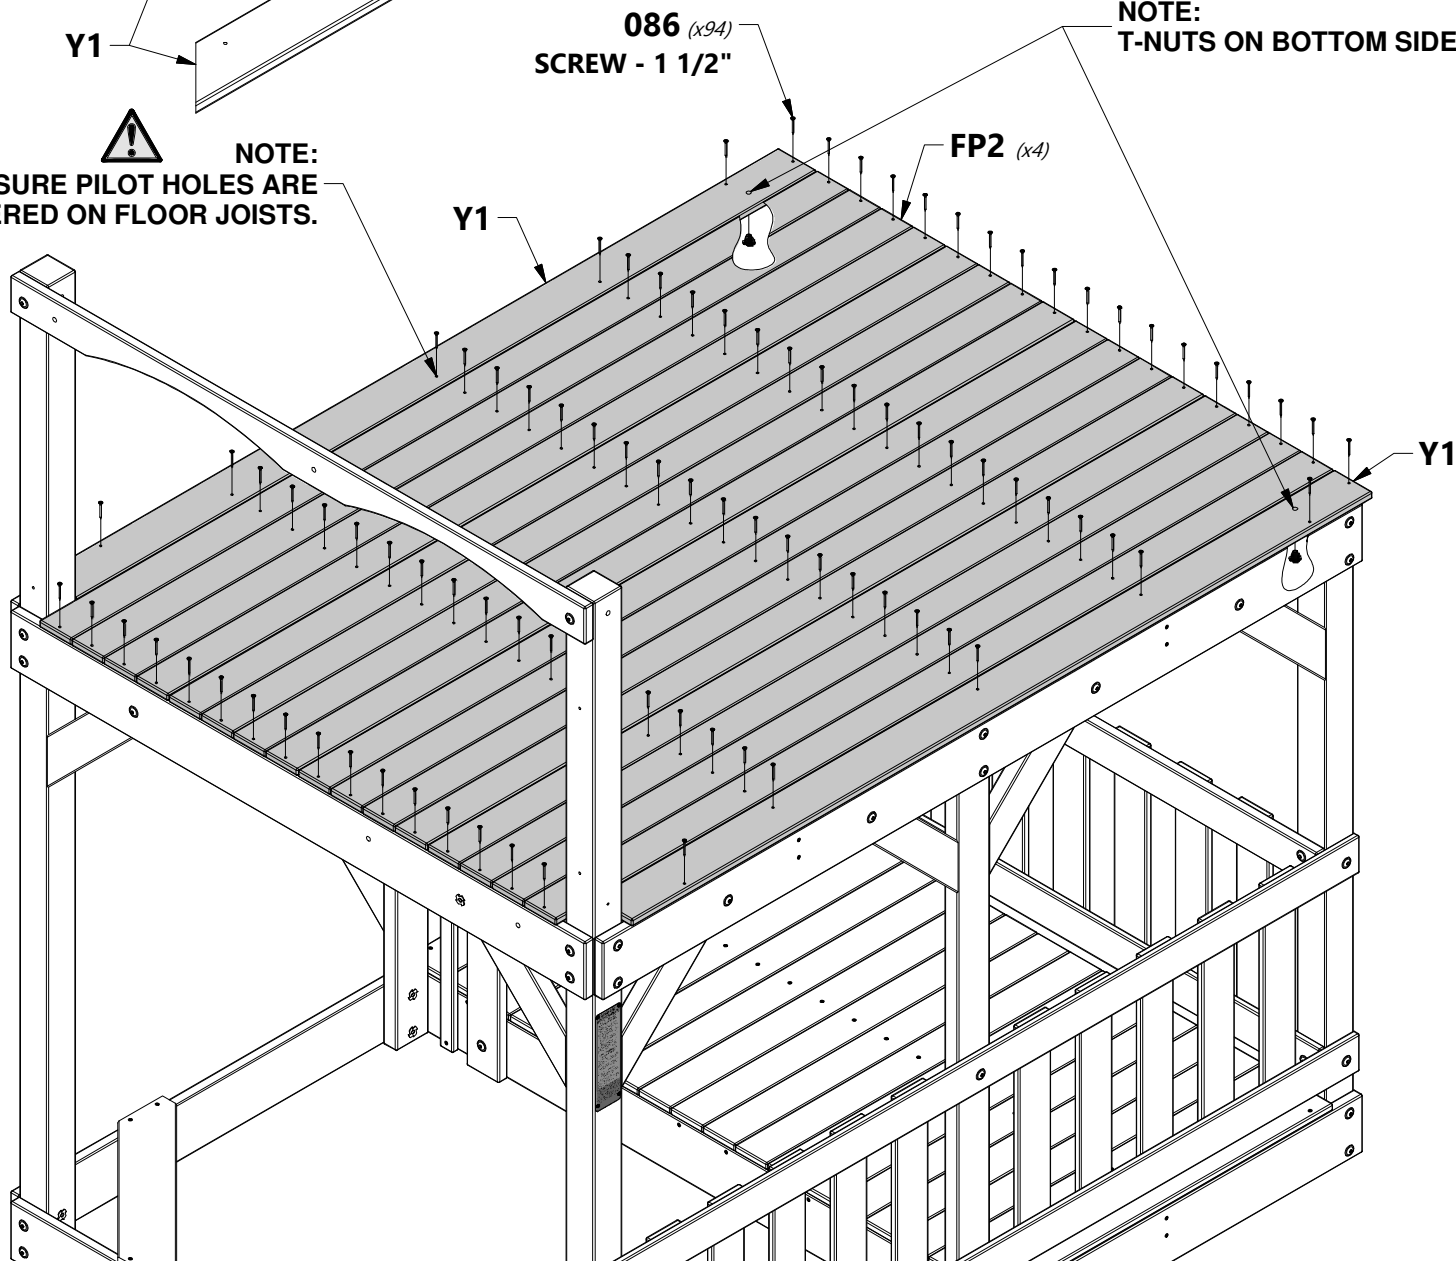 Y1
086 (x94)
SCREW - 1 1/2"
NOTE:
T-NUTS ON BOTTOM SIDE
NOTE:
SURE PILOT HOLES ARE
ERED ON FLOOR JOISTS.
FP2 (x4)
Y1
Y1